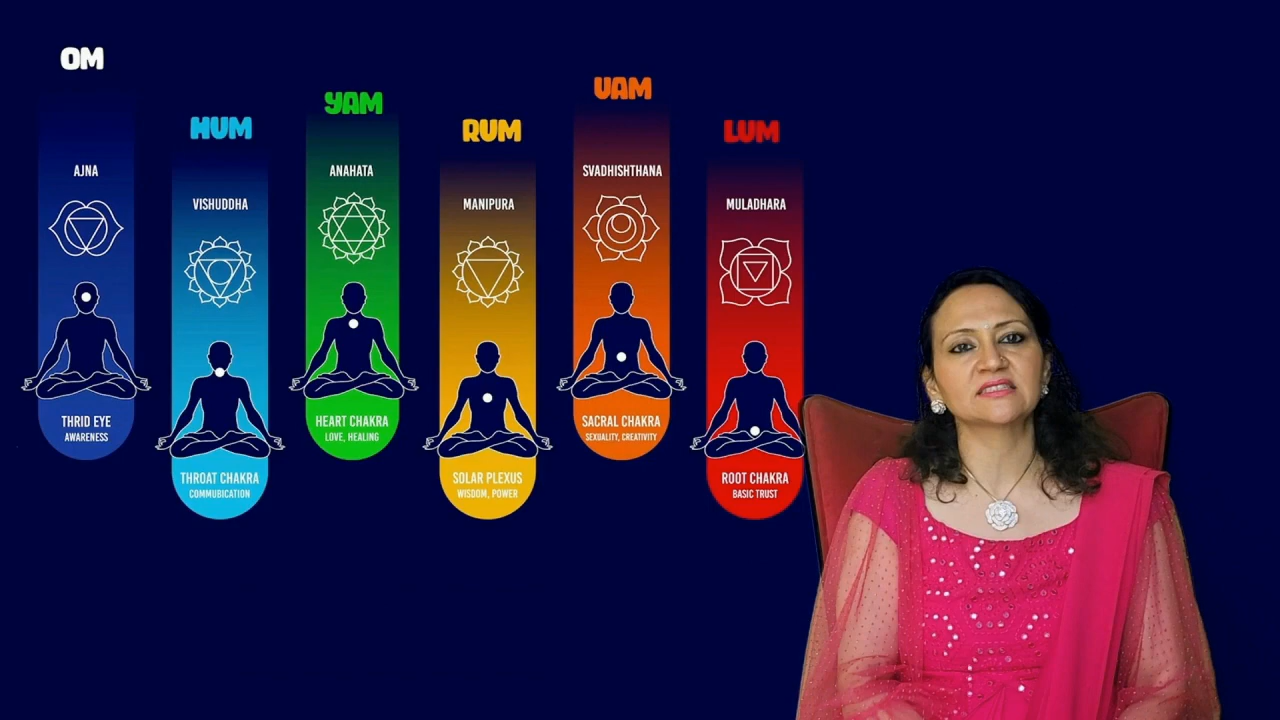 OM
AJNA
THRID EYE
AWARENESS
HUM
VISHUDDHA
THROAT CHAKRA
COMMUBICATION
YAM
ANAHATA
HEART CHAKRA
LOVE, HEALING
RUM
MANIPURA
SOLAR PLEXUS
WISDOM, POWER
VAM
SVADHISHTHANA
SACRAL CHAKRA
SEXUALITY, CREATIVITY
LUM
MULADHARA
ROOT CHAKRA
BASIC TRUST